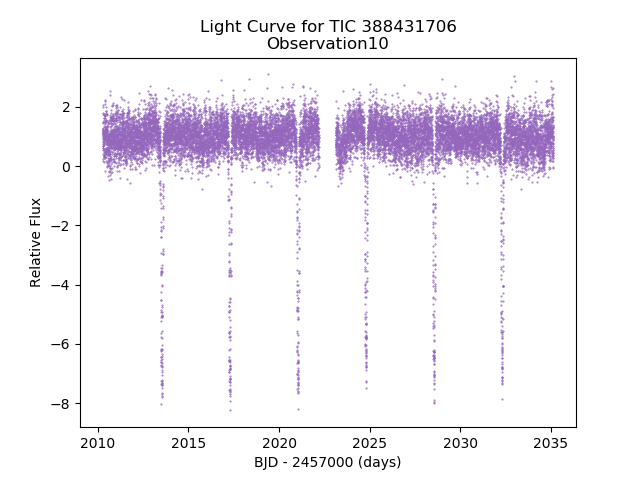 Light Curve for TIC 388431706
Observation10
Relative Flux
2
0
−2
−4
−6
−8
2010 2015 2020 2025 2030 2035
BJD - 2457000 (days)